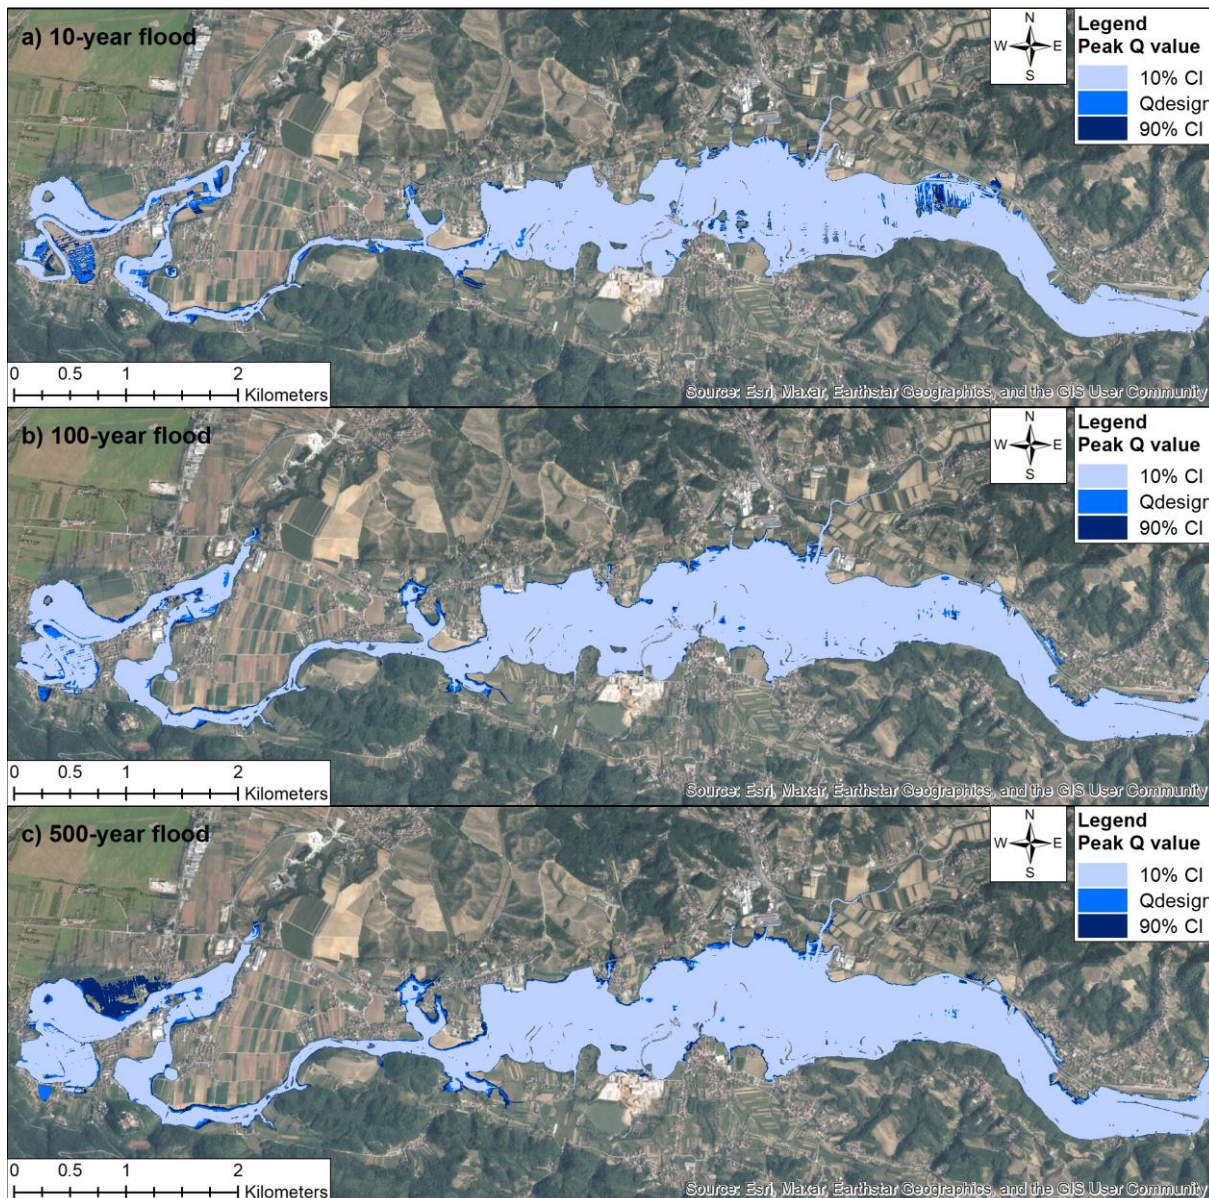 a) 10-year flood
N
W E
S
Legend
Peak Q value
10% CI
Qdesign
90% CI
0 0.5 1 2
Kilometers
Source: Esri, Maxar, Earthstar Geographics, and the GIS User Community
b) 100-year flood
N
W E
S
Legend
Peak Q value
10% CI
Qdesign
90% CI
0 0.5 1 2
Kilometers
Source: Esri, Maxar, Earthstar Geographics, and the GIS User Community
c) 500-year flood
N
W E
S
Legend
Peak Q value
10% CI
Qdesign
90% CI
0 0.5 1 2
Kilometers
Source: Esri, Maxar, Earthstar Geographics, and the GIS User Community